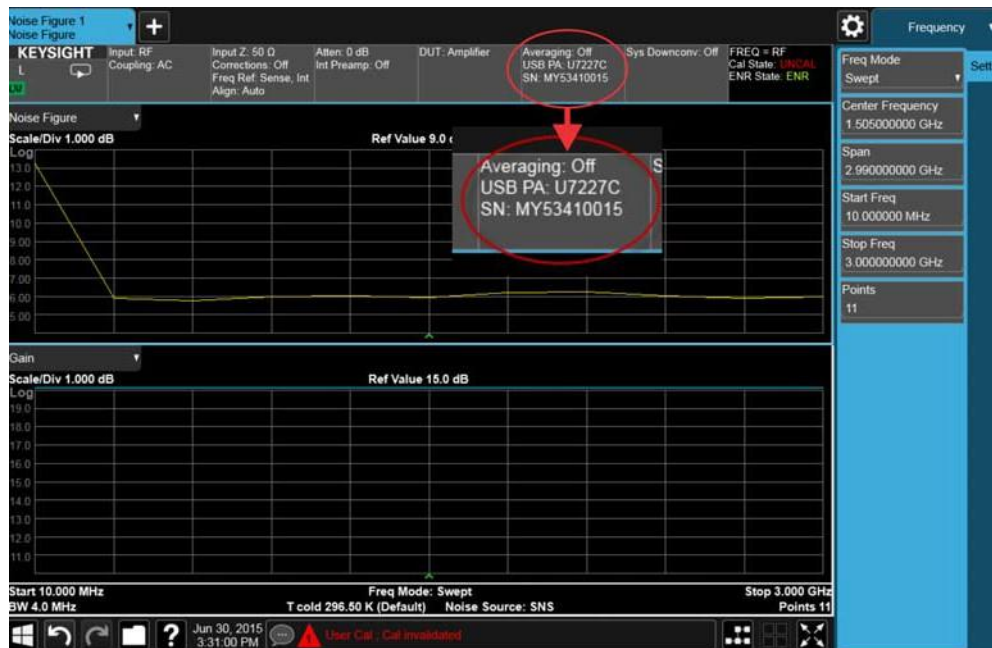 Noise Figure 1
Noise Figure
+
Frequency
KEYSIGHT
L
Input: RF
Coupling: AC
Input Z: 50 Ω
Corrections: Off
Freq Ref: Sense, Int
Align: Auto
Atten: 0 dB
Int Preamp: Off
DUT: Amplifier
Averaging: Off
USB PA: U7227C
SN: MY53410015
Sys Downconv: Off
FREQ = RF
Cal State: UNCAL
ENR State: ENR
Freq Mode
Swept
Sett
Center Frequency
1.505000000 GHz
Span
2.990000000 GHz
Start Freq
10.000000 MHz
Stop Freq
3.000000000 GHz
Points
11
Noise Figure
Scale/Div 1.000 dB
Ref Value 9.0
Log
13.0
12.0
11.0
10.0
9.00
8.00
7.00
6.00
5.00
Averaging: Off
S
USB PA: U7227C
SN: MY53410015
Gain
Scale/Div 1.000 dB
Ref Value 15.0 dB
Log
19.0
18.0
17.0
16.0
15.0
14.0
13.0
12.0
11.0
Start 10.000 MHz
Freq Mode: Swept
Stop 3.000 GHz
BW 4.0 MHz
T cold 296.50 K (Default)
Noise Source: SNS
Points 11
?
Jun 30, 2015
3:31:00 PM
User Cal ; Cal invalidated